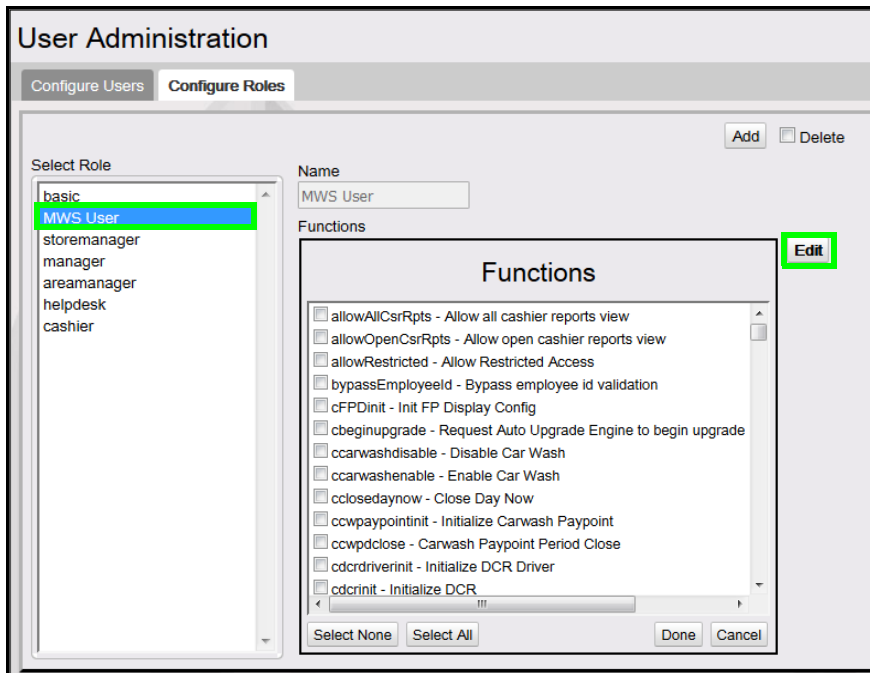 User Administration
Configure Users
Configure Roles
Add
Delete
Select Role
basic
MWS User
storemanager
manager
areamanager
helpdesk
cashier
Name
MWS User
Functions
Edit
Functions
allowAllCsrRpts - Allow all cashier reports view
allowOpenCsrRpts - Allow open cashier reports view
allowRestricted - Allow Restricted Access
bypassEmployeeId - Bypass employee id validation
cFPDinit - Init FP Display Config
cbeginupgrade - Request Auto Upgrade Engine to begin upgrade
ccarwashdisable - Disable Car Wash
ccarwashenable - Enable Car Wash
cclosedaynow - Close Day Now
ccwpaypointinit - Initialize Carwash Paypoint
ccwpdclose - Carwash Paypoint Period Close
cdcrdriverinit - Initialize DCR Driver
cdcrinit - Initialize DCR
Select None
Select All
Done
Cancel